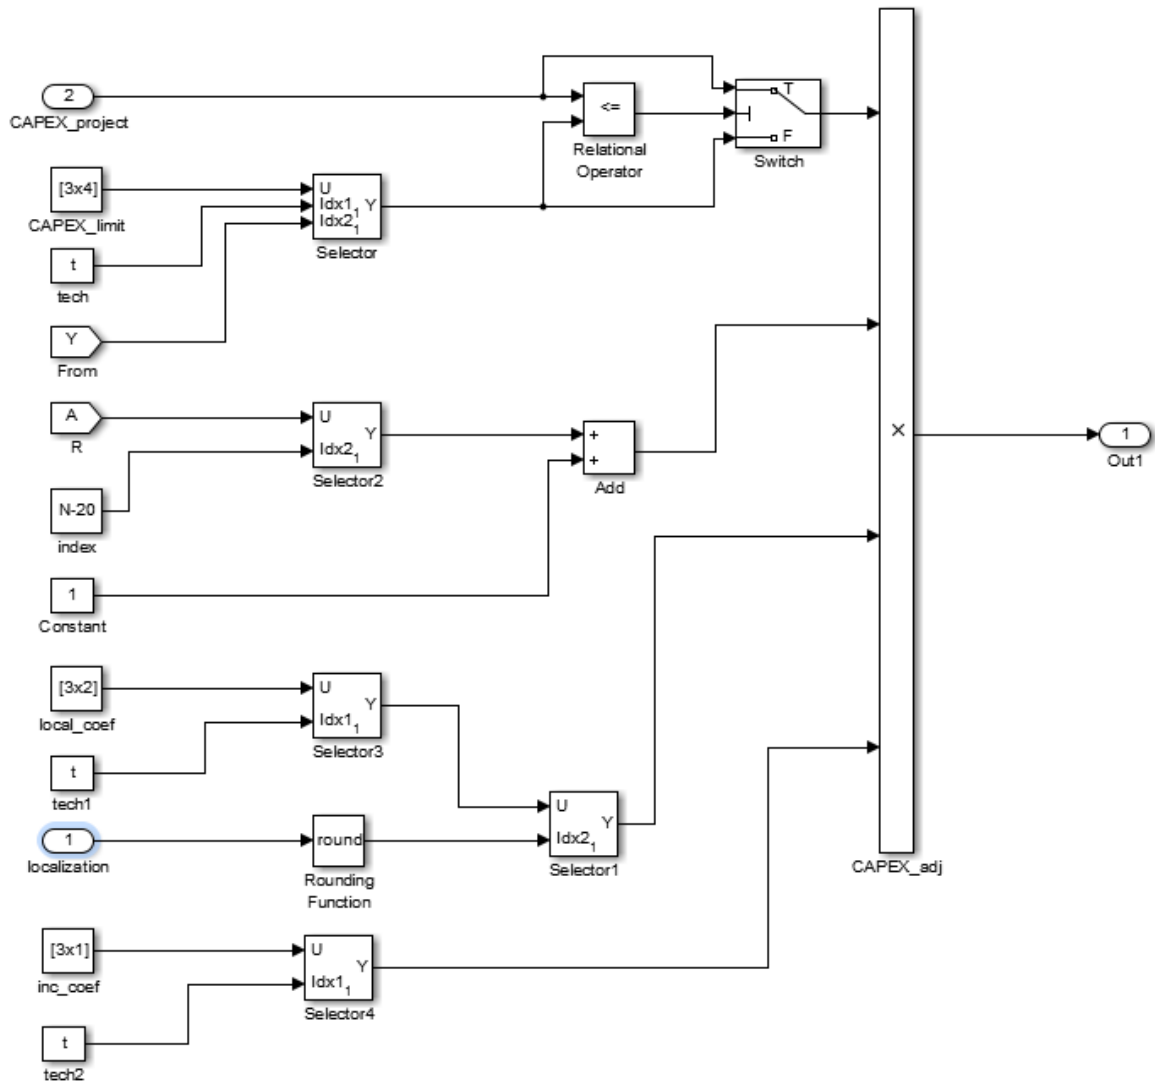 2
CAPEX_project
<=
Relational
Operator
T
F
Switch
[3x4]
CAPEX_limit
U
Idx1 1
Idx2 1
Y
Selector
t
tech
Y
From
A
R
U
Idx2 1
Y
Selector2
+
+
Add
N-20
index
1
Constant
×
1
Out1
[3x2]
local_coef
U
Idx1 1
Y
Selector3
t
tech1
1
localization
round
Rounding
Function
U
Idx2 1
Y
Selector1
CAPEX_adj
[3x1]
inc_coef
U
Idx1 1
Y
Selector4
t
tech2